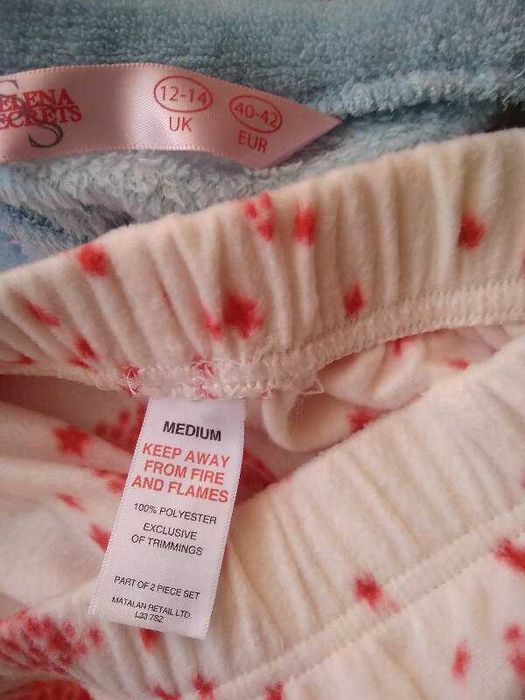 SELENA
SECRETS
12-14
UK
40-42
EUR
MEDIUM
KEEP AWAY
FROM FIRE
AND FLAMES
100% POLYESTER
EXCLUSIVE
OF TRIMMINGS
PART OF 2 PIECE SET
MATALAN RETAIL LTD.
L33 7SZ